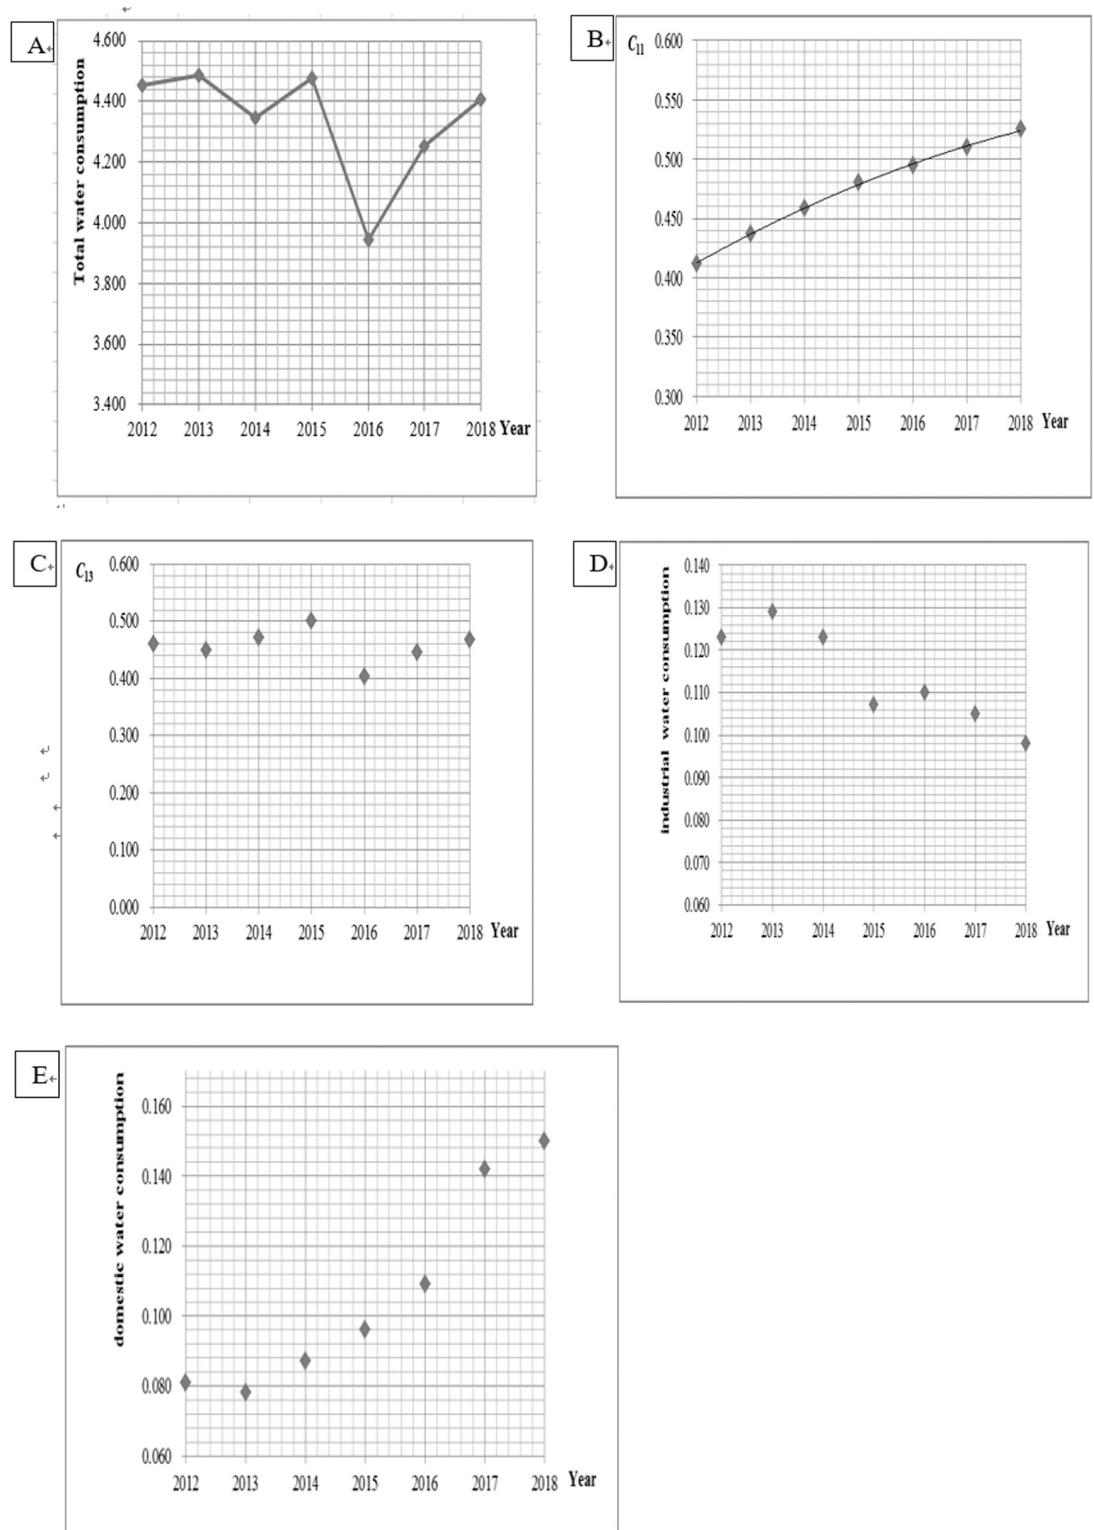 A
Total water consumption
4.600
4.400
4.200
4.000
3.800
3.600
3.400
2012 2013 2014 2015 2016 2017 2018 Year
B
C11
0.600
0.550
0.500
0.450
0.400
0.350
0.300
2012 2013 2014 2015 2016 2017 2018 Year
C
C13
0.600
0.500
0.400
0.300
0.200
0.100
0.000
2012 2013 2014 2015 2016 2017 2018 Year
D
industrial water consumption
0.140
0.130
0.120
0.110
0.100
0.090
0.080
0.070
0.060
2012 2013 2014 2015 2016 2017 2018 Year
E
domestic water consumption
0.160
0.140
0.120
0.100
0.080
0.060
2012 2013 2014 2015 2016 2017 2018 Year